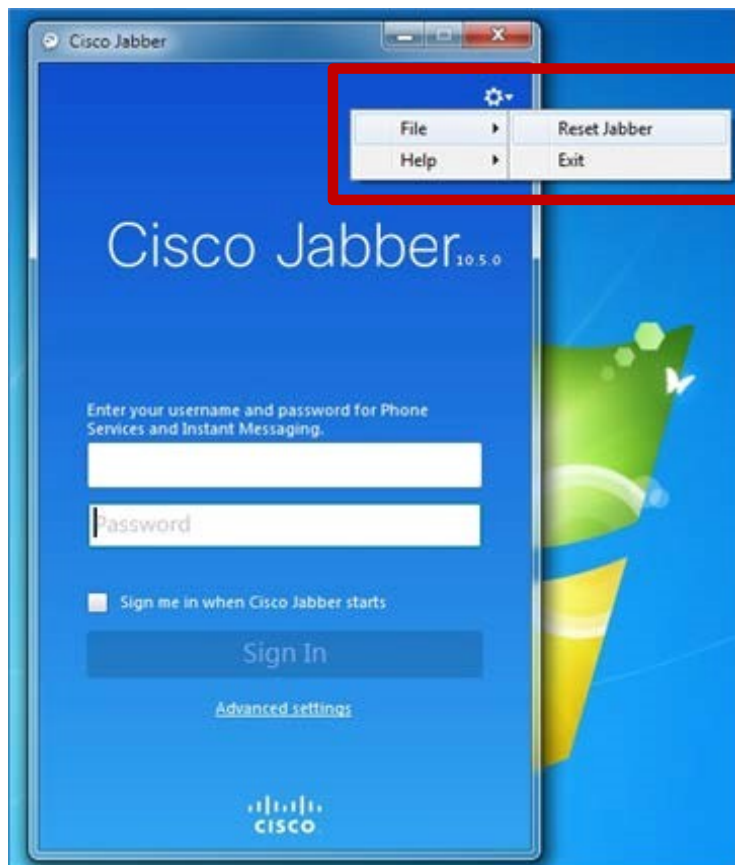 Cisco Jabber
File Reset Jabber
Help Exit
Cisco Jabber 10.5.0
Enter your username and password for Phone
Services and Instant Messaging.
Password
Sign me in when Cisco Jabber starts
Sign In
Advanced settings
CISCO